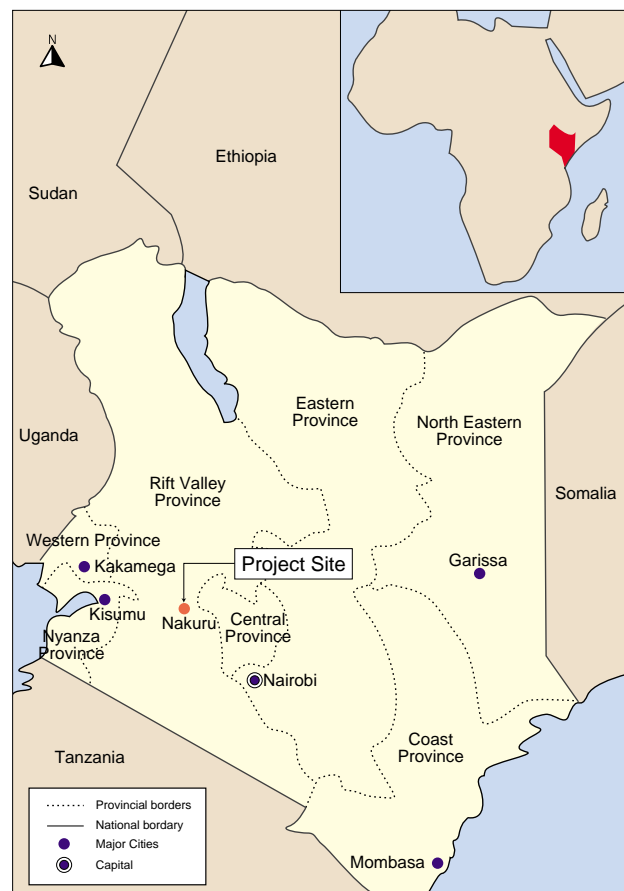 N
Ethiopia
Sudan
Eastern
Province
North Eastern
Province
Uganda
Rift Valley
Province
Somalia
Western Province
Kakamega
Project Site
Garissa
Kisumu
Nakuru
Central
Province
Nyanza
Province
Nairobi
Coast
Province
Tanzania
Provincial borders
National bordary
Major Cities
Capital
Mombasa